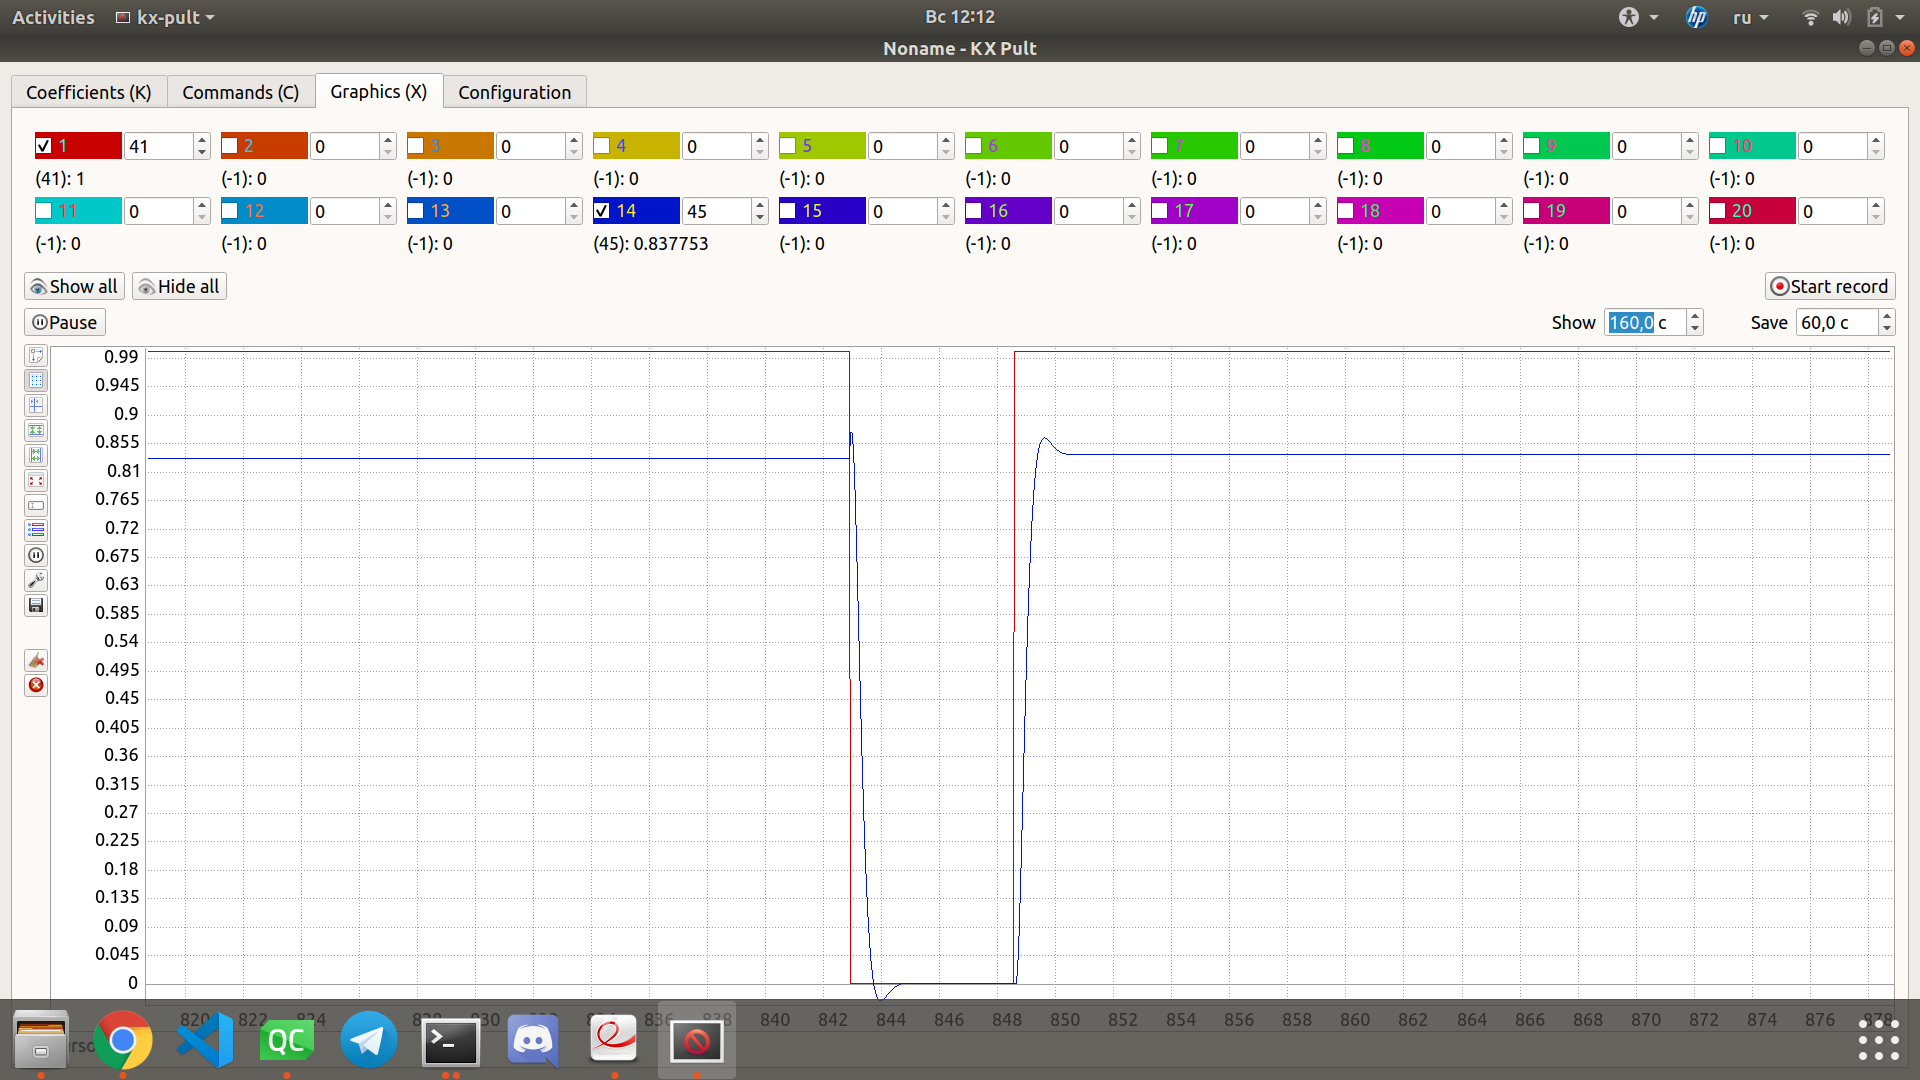 Activities kx-pult Вс 12:12 ru
Noname - KX Pult
Coefficients (K) Commands (C) Graphics (X) Configuration
1 41 2 0 3 0 4 0 5 0 6 0 7 0 8 0 9 0 10 0
(41): 1 (-1): 0 (-1): 0 (-1): 0 (-1): 0 (-1): 0 (-1): 0 (-1): 0 (-1): 0 (-1): 0
11 0 12 0 13 0 14 45 15 0 16 0 17 0 18 0 19 0 20 0
(-1): 0 (-1): 0 (-1): 0 (45): 0.837753 (-1): 0 (-1): 0 (-1): 0 (-1): 0 (-1): 0 (-1): 0
Show all Hide all Start record
Pause Show 160,0 с Save 60,0 с
0.99
0.945
0.9
0.855
0.81
0.765
0.72
0.675
0.63
0.585
0.54
0.495
0.45
0.405
0.36
0.315
0.27
0.225
0.18
0.135
0.09
0.045
0
820 822 824 828 830 836 838 840 842 844 846 848 850 852 854 856 858 860 862 864 866 868 870 872 874 876 878
QC